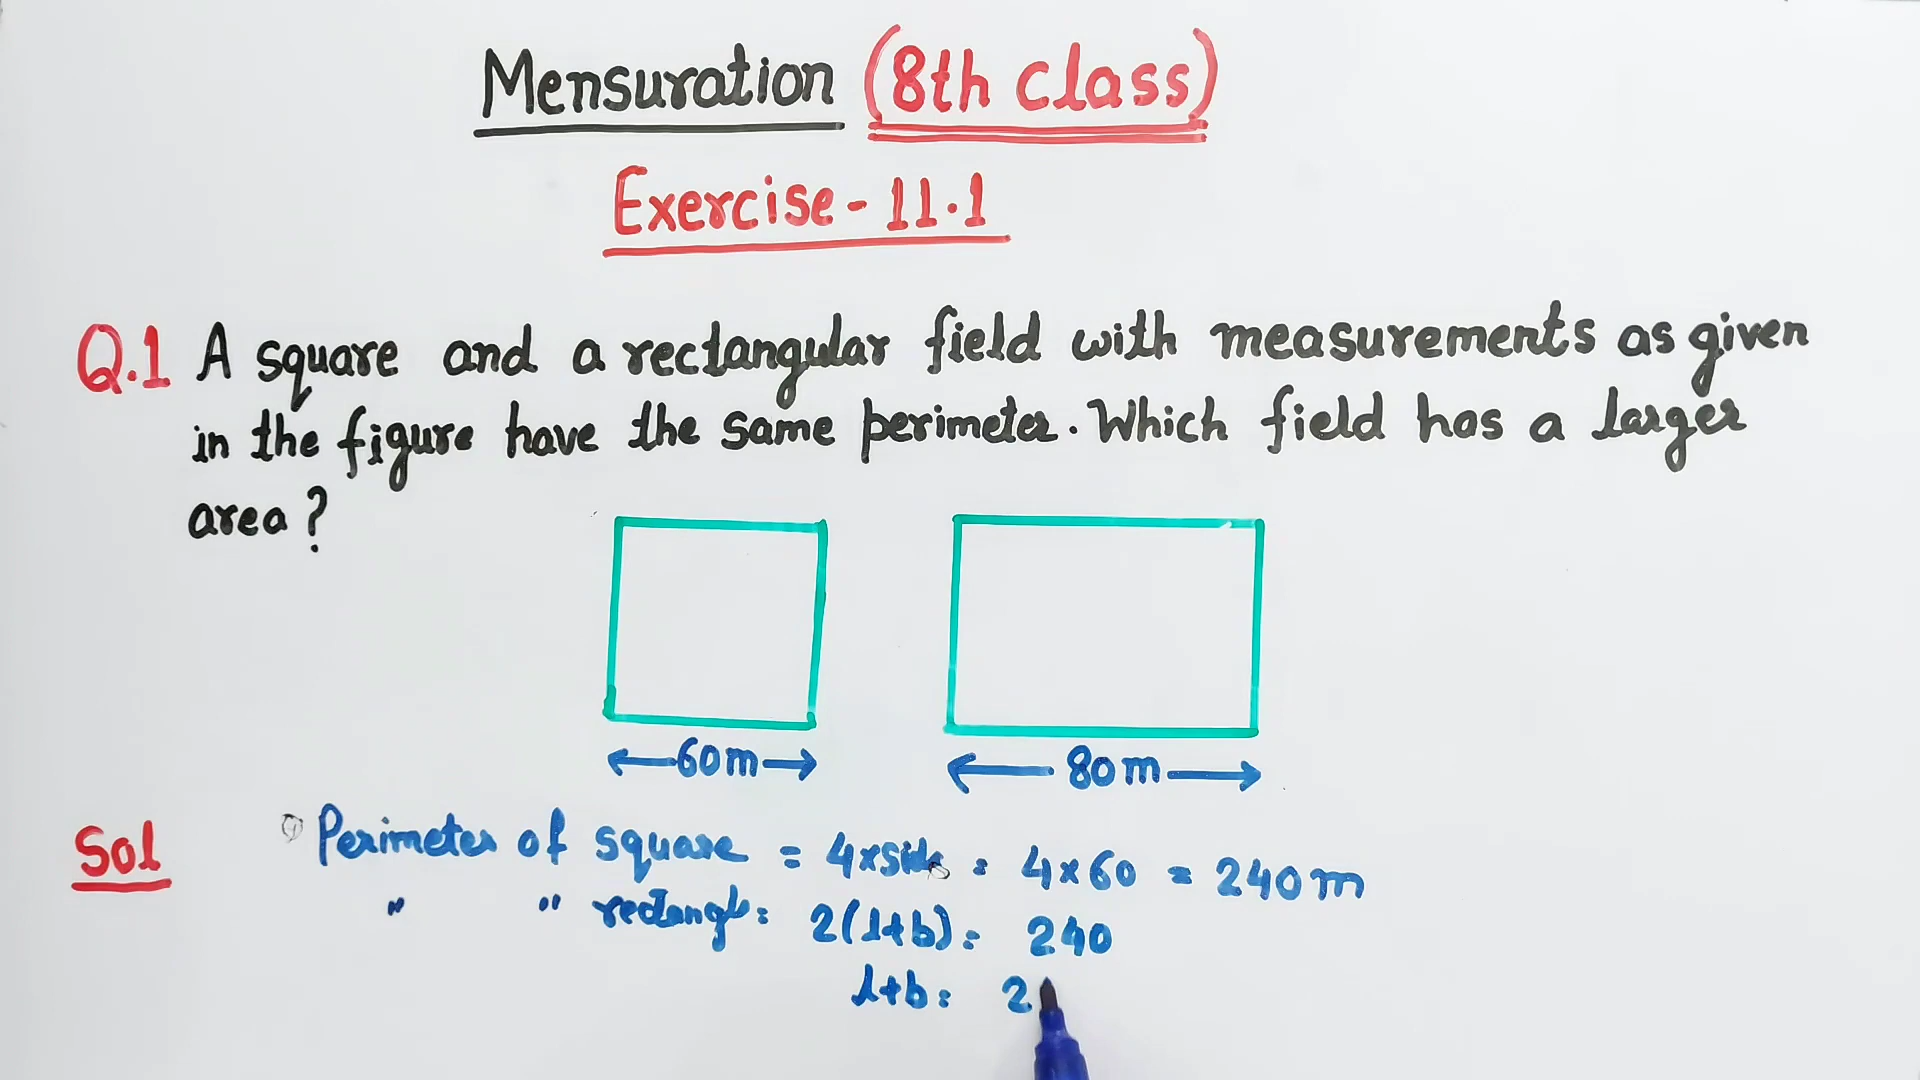 Mensuration (8th class)
Exercise - 11.1
Q.1 A square and a rectangular field with measurements as given
in the figure have the same perimeter. Which field has a larger
area?
60m 80m
Sol Perimeter of square = 4×side = 4×60 = 240m
" " rectangle = 2(l+b) = 240
l+b = 2